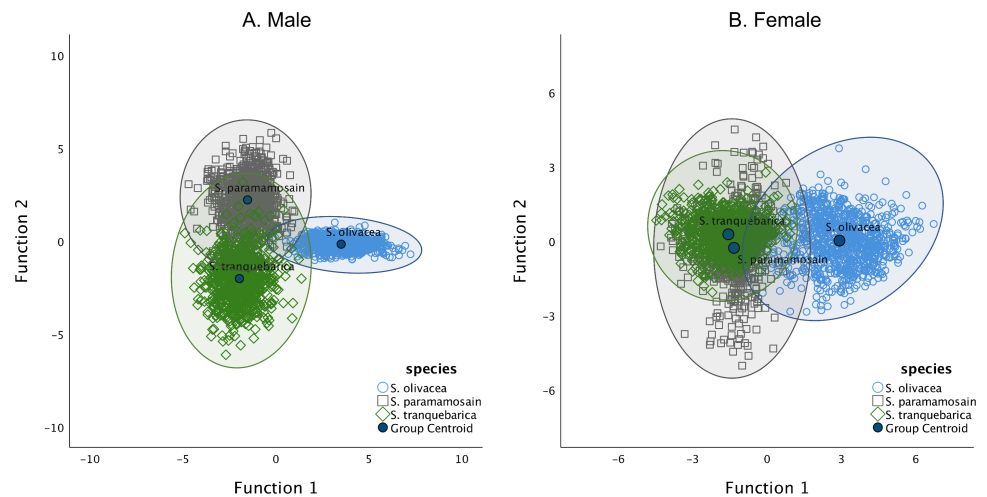 A. Male
Function 2
10
5
0
−5
−10
S. paramamosain
S. olivacea
S. tranquebarica
species
S. olivacea
S. paramamosain
S. tranquebarica
Group Centroid
−10 −5 0 5 10
Function 1
B. Female
Function 2
6
3
0
−3
−6
S. tranquebarica
S. olivacea
S. paramamosain
species
S. olivacea
S. paramamosain
S. tranquebarica
Group Centroid
−6 −3 0 3 6
Function 1